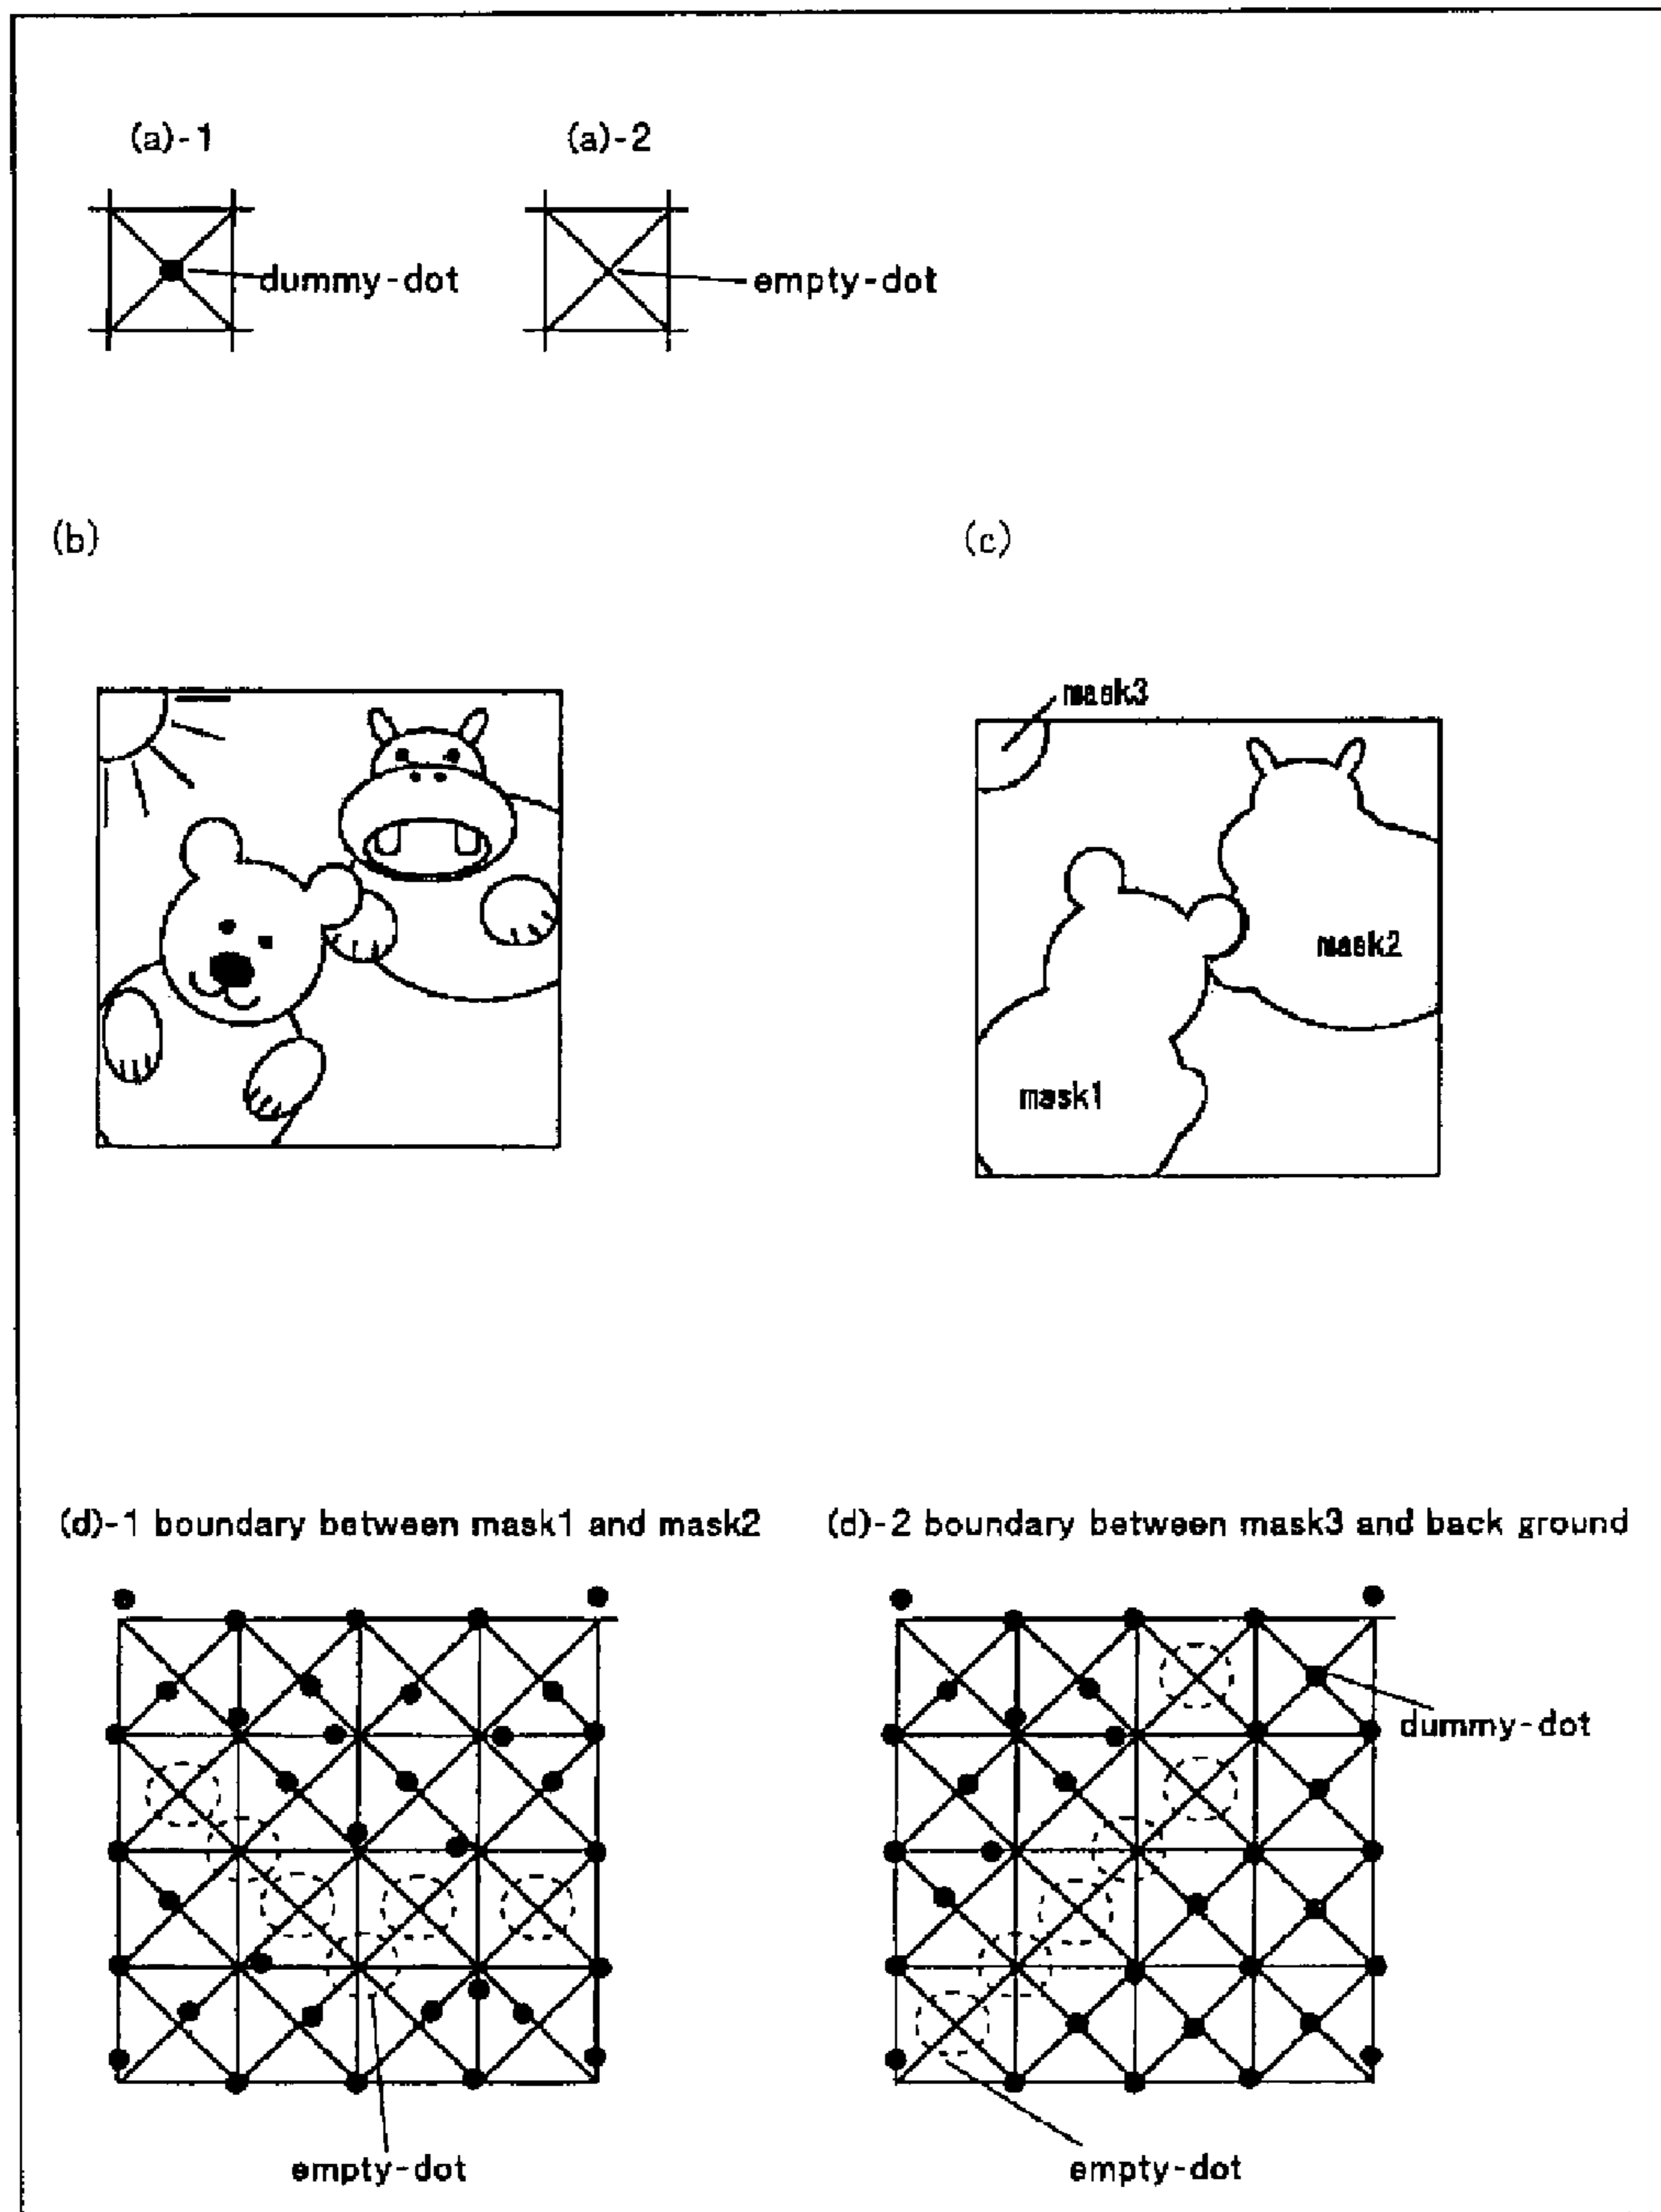 (a)-1
(a)-2
dummy-dot
empty-dot
(b)
(c)
mask3
mask2
mask1
(d)-1 boundary between mask1 and mask2
(d)-2 boundary between mask3 and back ground
dummy-dot
empty-dot
empty-dot